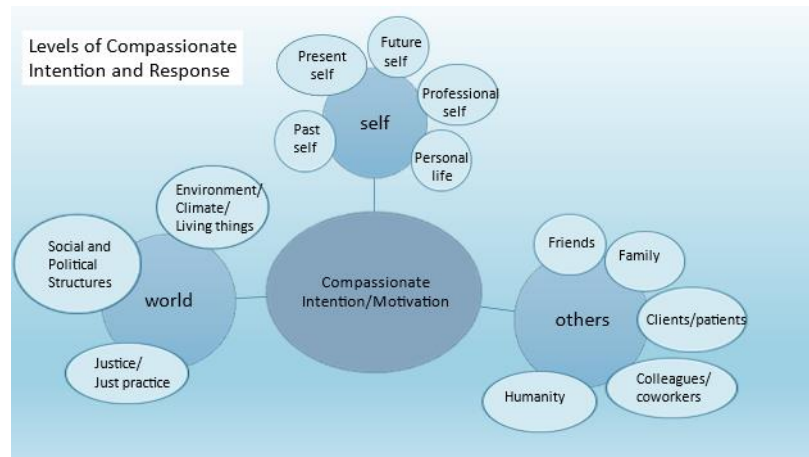 Levels of Compassionate
Intention and Response
Present
self
Future
self
Professional
self
Past
self
Personal
life
self
Environment/
Climate/
Living things
Social and
Political
Structures
world
Justice/
Just practice
Compassionate
Intention/Motivation
Friends
Family
Clients/patients
others
Colleagues/
coworkers
Humanity